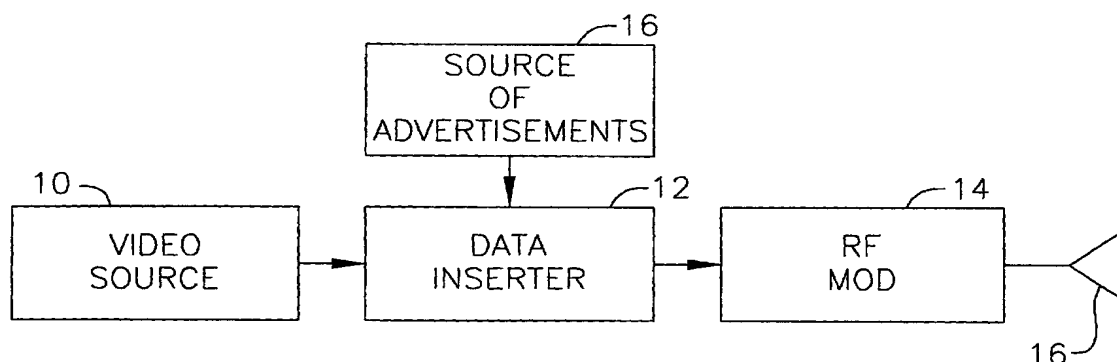 16
SOURCE
OF
ADVERTISEMENTS
10
VIDEO
SOURCE
12
DATA
INSERTER
14
RF
MOD
16